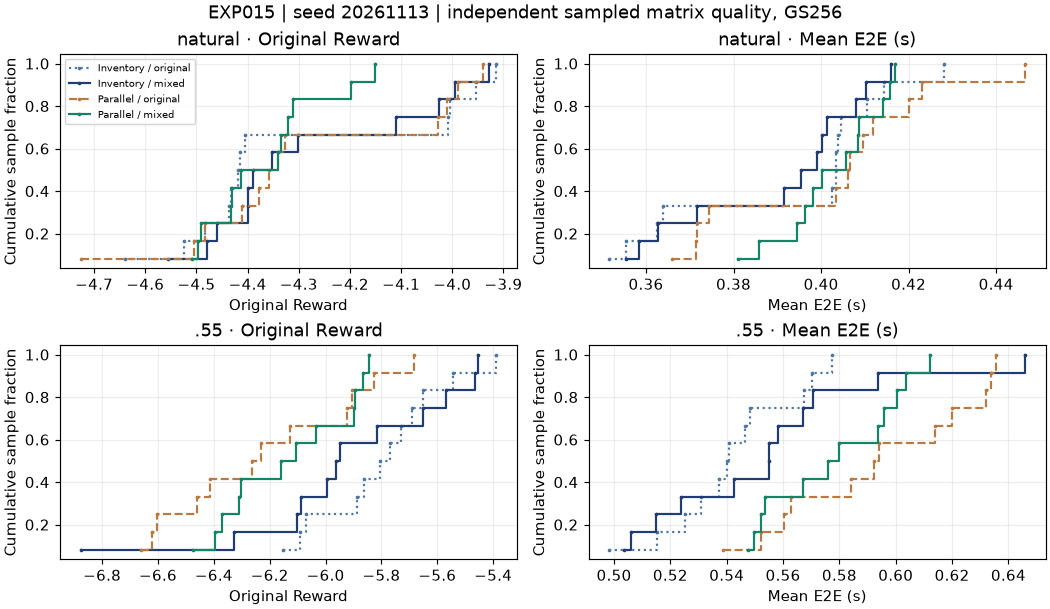 EXP015 | seed 20261113 | independent sampled matrix quality, GS256
natural · Original Reward
Cumulative sample fraction
1.0
0.8
0.6
0.4
0.2
Inventory / original
Inventory / mixed
Parallel / original
Parallel / mixed
−4.7 −4.6 −4.5 −4.4 −4.3 −4.2 −4.1 −4.0 −3.9
Original Reward
natural · Mean E2E (s)
Cumulative sample fraction
1.0
0.8
0.6
0.4
0.2
0.36 0.38 0.40 0.42 0.44
Mean E2E (s)
.55 · Original Reward
Cumulative sample fraction
1.0
0.8
0.6
0.4
0.2
−6.8 −6.6 −6.4 −6.2 −6.0 −5.8 −5.6 −5.4
Original Reward
.55 · Mean E2E (s)
Cumulative sample fraction
1.0
0.8
0.6
0.4
0.2
0.50 0.52 0.54 0.56 0.58 0.60 0.62 0.64
Mean E2E (s)